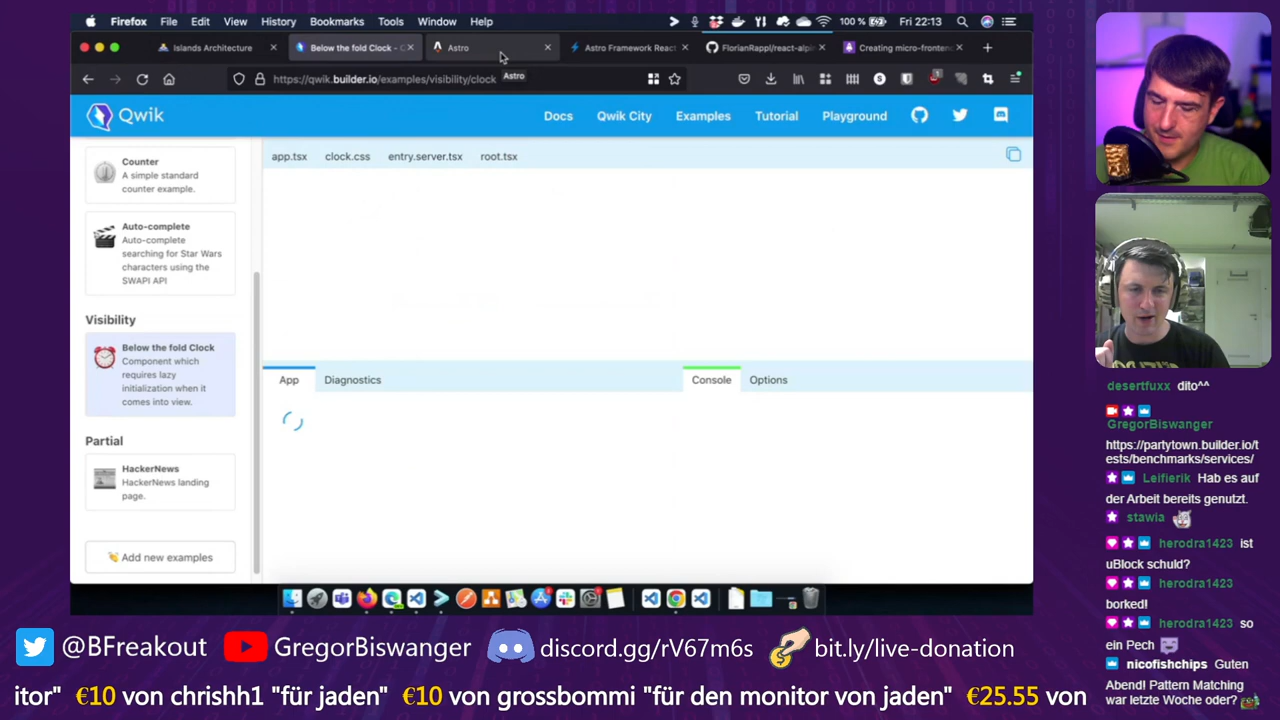 Firefox File Edit View History Bookmarks Tools Window Help
100 % Fri 22:13
Islands Architecture
Below the fold Clock - C
Astro
Astro Framework React
FlorianRappl/react-alpi
Creating micro-fronten
https://qwik.builder.io/examples/visibility/clock
Astro
Qwik
Docs Qwik City Examples Tutorial Playground
app.tsx clock.css entry.server.tsx root.tsx
Counter
A simple standard
counter example.
Auto-complete
Auto-complete
searching for Star Wars
characters using the
SWAPI API
Visibility
Below the fold Clock
Component which
requires lazy
initialization when it
comes into view.
Partial
HackerNews
HackerNews landing
page.
Add new examples
App Diagnostics
Console Options
desertfuxx dito^^
GregorBiswanger
https://partytown.builder.io/t
ests/benchmarks/services/
Leifierik Hab es auf
der Arbeit bereits genutzt.
stawia
herodra1423 ist
uBlock schuld?
herodra1423
borked!
herodra1423 so
ein Pech
nicofishchips Guten
Abend! Pattern Matching
war letzte Woche oder?
@BFreakout GregorBiswanger discord.gg/rV67m6s bit.ly/live-donation
itor" €10 von chrishh1 "für jaden" €10 von grossbommi "für den monitor von jaden" €25.55 von